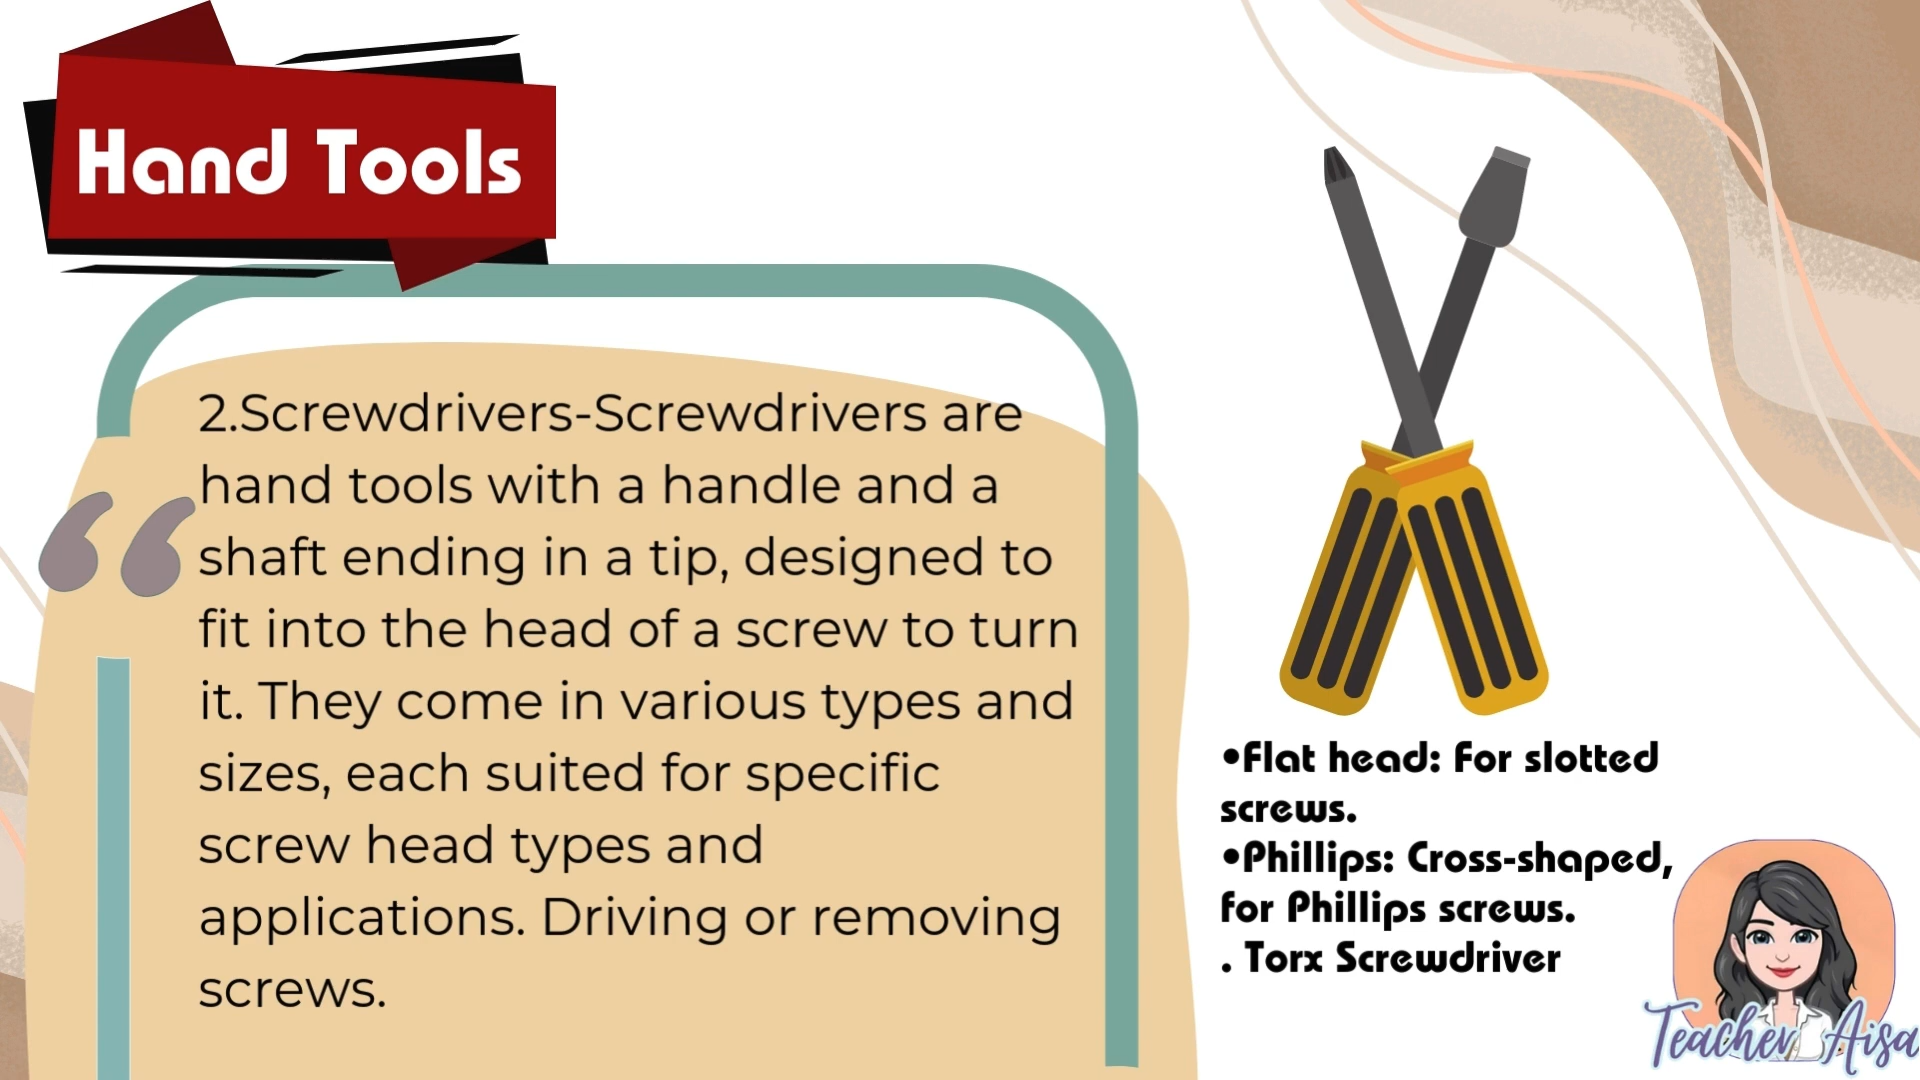 Hand Tools
2.Screwdrivers-Screwdrivers are
hand tools with a handle and a
shaft ending in a tip, designed to
fit into the head of a screw to turn
it. They come in various types and
sizes, each suited for specific
screw head types and
applications. Driving or removing
screws.
•Flat head: For slotted
screws.
•Phillips: Cross-shaped,
for Phillips screws.
. Torx Screwdriver
Teacher Aisa